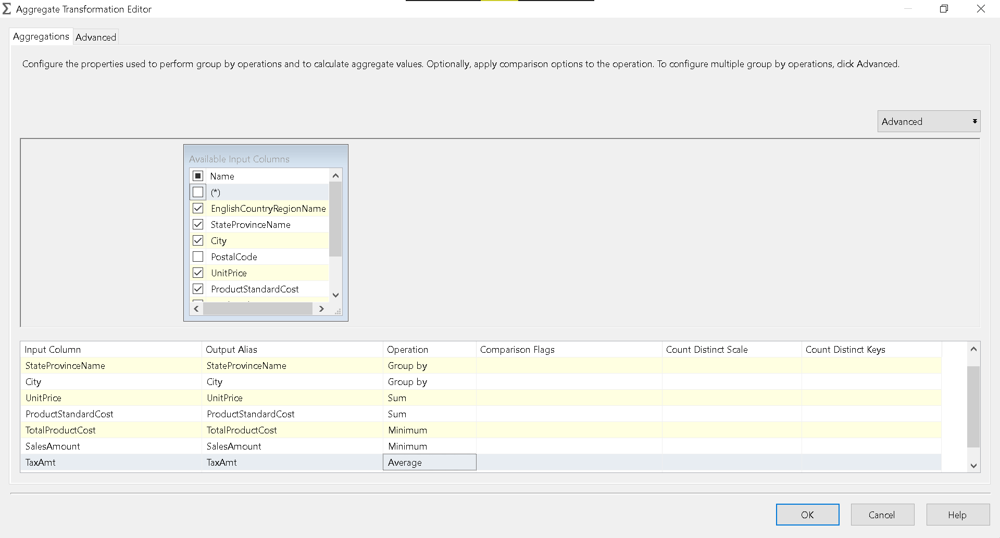 Aggregate Transformation Editor
Aggregations Advanced
Configure the properties used to perform group by operations and to calculate aggregate values. Optionally, apply comparison options to the operation. To configure multiple group by operations, click Advanced.
Advanced
Available Input Columns
Name
(*)
EnglishCountryRegionName
StateProvinceName
City
PostalCode
UnitPrice
ProductStandardCost
Input Column Output Alias Operation Comparison Flags Count Distinct Scale Count Distinct Keys
StateProvinceName StateProvinceName Group by
City City Group by
UnitPrice UnitPrice Sum
ProductStandardCost ProductStandardCost Sum
TotalProductCost TotalProductCost Minimum
SalesAmount SalesAmount Minimum
TaxAmt TaxAmt Average
OK Cancel Help